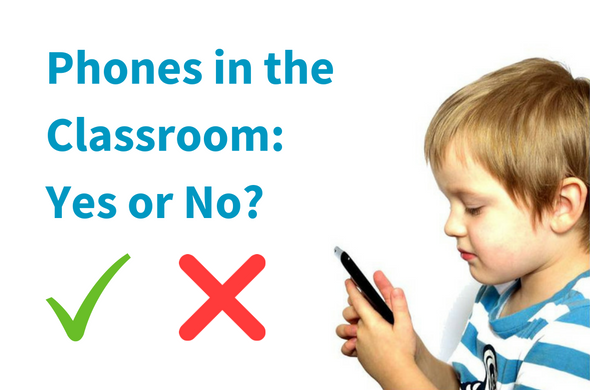 Phones in the
Classroom:
Yes or No?